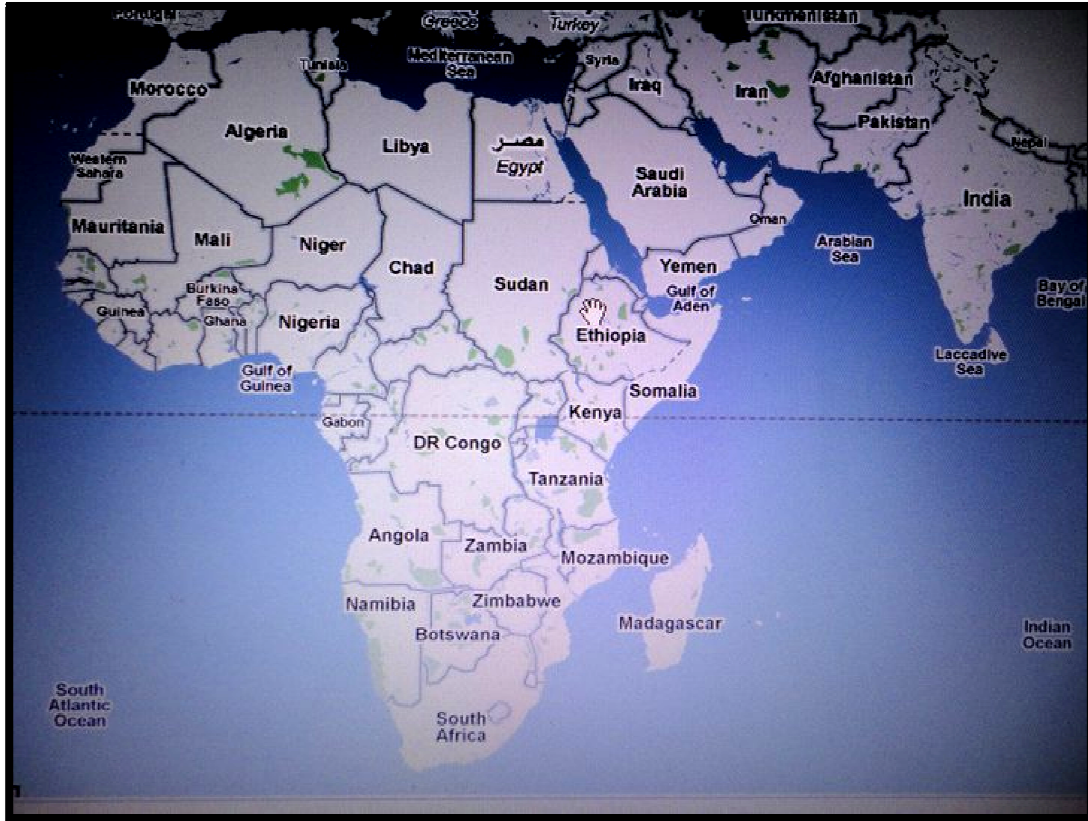 Portugal
Greece
Turkey
Turkmenistan
Mediterranean
Sea
Tunisia
Syria
Iraq
Iran
Afghanistan
Morocco
Pakistan
Algeria
Libya
مصر
Egypt
Nepal
Western
Sahara
Saudi
Arabia
India
Mauritania
Mali
Niger
Oman
Arabian
Sea
Chad
Sudan
Yemen
Burkina
Faso
Gulf of
Aden
Bay of
Bengal
Guinea
Ghana
Nigeria
Ethiopia
Laccadive
Sea
Gulf of
Guinea
Somalia
Kenya
Gabon
DR Congo
Tanzania
Angola
Zambia
Mozambique
Namibia
Zimbabwe
Botswana
Madagascar
Indian
Ocean
South
Atlantic
Ocean
South
Africa